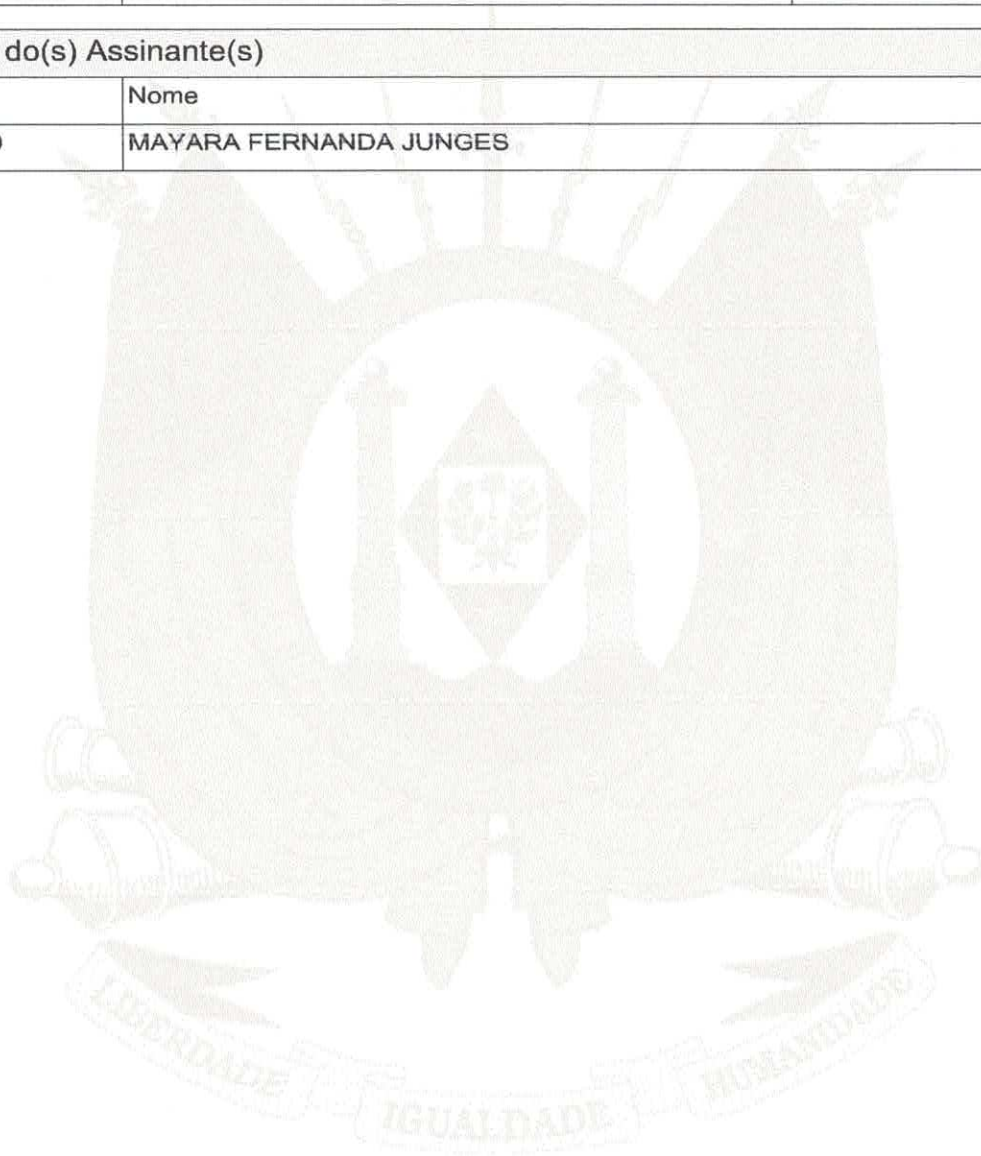 do(s) Assinante(s)
Nome
MAYARA FERNANDA JUNGES
LIBERDADE
IGUALDADE
HUMANIDADE